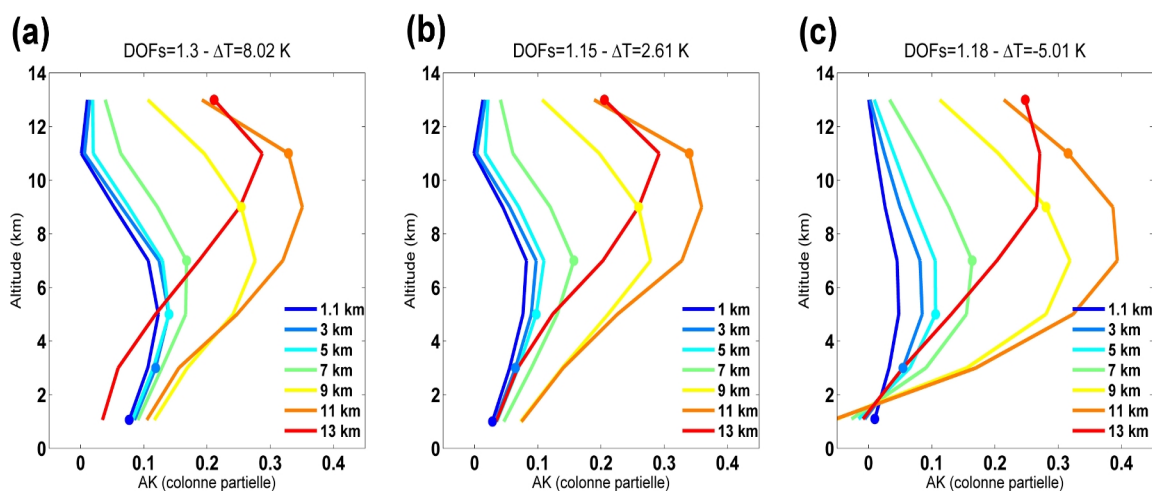 (a)
DOFs=1.3 - ΔT=8.02 K
14
12
10
8
6
4
2
0
Altitude (km)
0
0.1
0.2
0.3
0.4
AK (colonne partielle)
1.1 km
3 km
5 km
7 km
9 km
11 km
13 km
(b)
DOFs=1.15 - ΔT=2.61 K
14
12
10
8
6
4
2
0
Altitude (km)
0
0.1
0.2
0.3
0.4
AK (colonne partielle)
1 km
3 km
5 km
7 km
9 km
11 km
13 km
(c)
DOFs=1.18 - ΔT=-5.01 K
14
12
10
8
6
4
2
0
Altitude (km)
0
0.1
0.2
0.3
0.4
AK (colonne partielle)
1.1 km
3 km
5 km
7 km
9 km
11 km
13 km